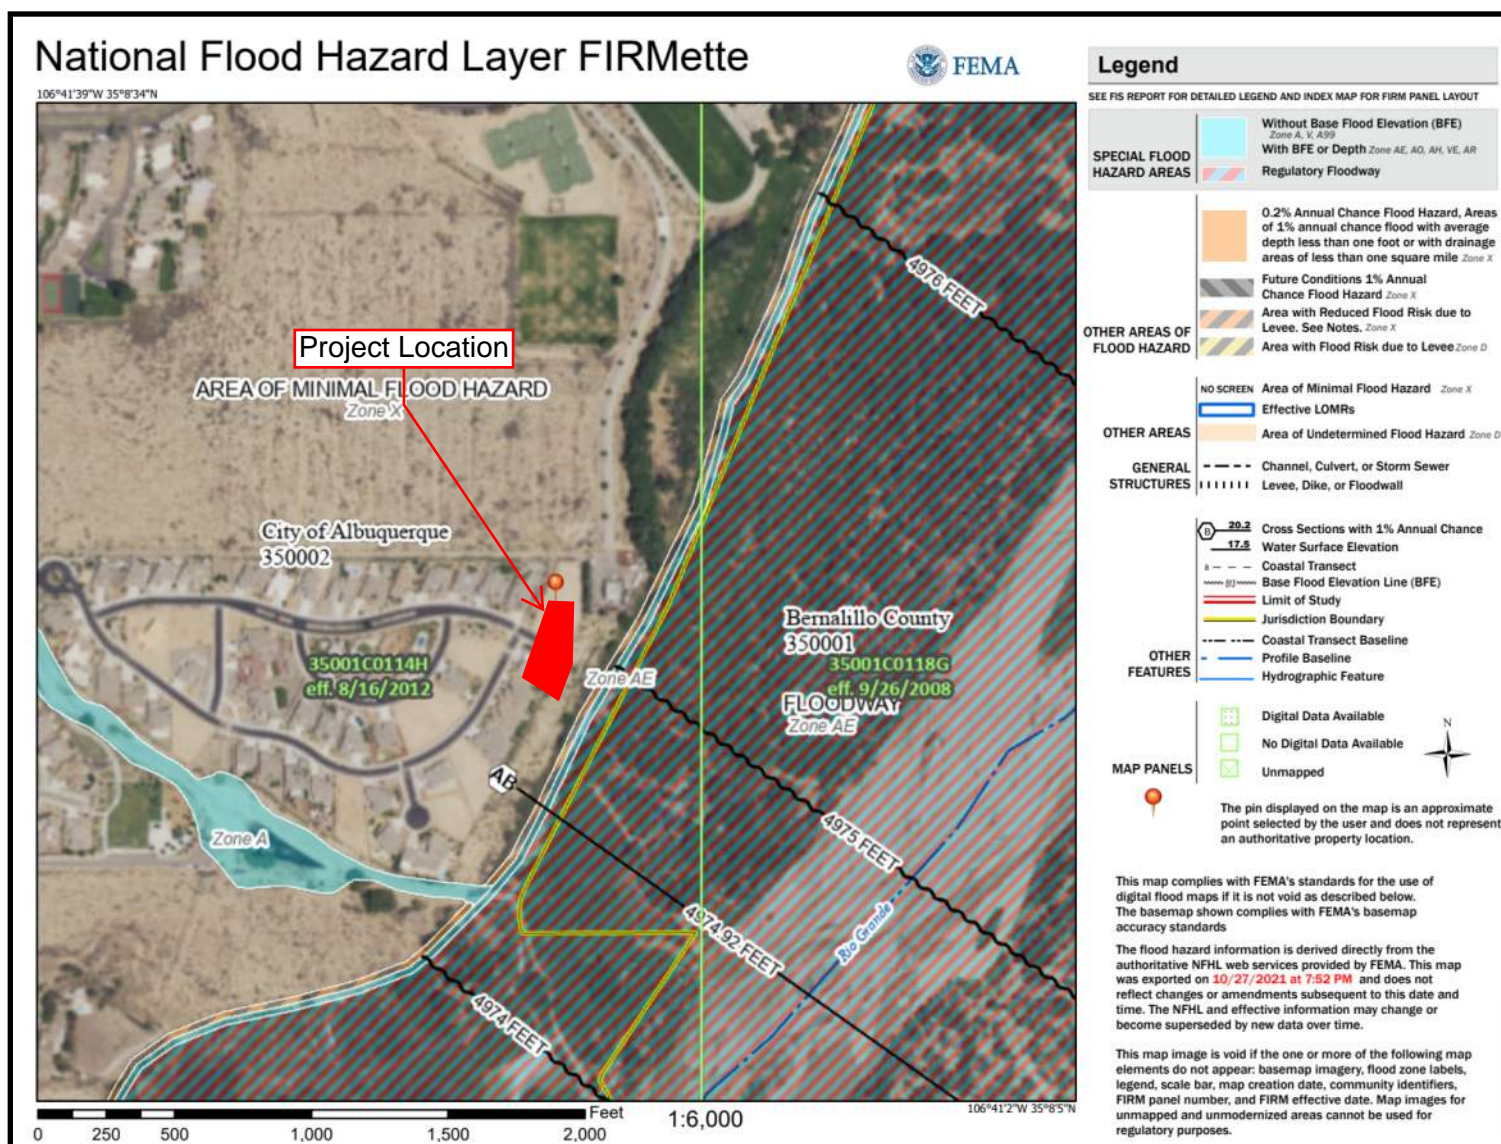 National Flood Hazard Layer FIRMette
FEMA
106°41'39"W 35°8'34"N
Project Location
AREA OF MINIMAL FLOOD HAZARD
Zone X
City of Albuquerque
350002
35001C0114H
eff. 8/16/2012
Zone A
Zone AE
Bernalillo County
350001
35001C0118G
eff. 9/26/2008
FLOODWAY
Zone AE
4976 FEET
4975 FEET
AB
4974.92 FEET
4974 FEET
Rio Grande
106°41'2"W 35°8'5"N
Feet
1:6,000
0 250 500 1,000 1,500 2,000
Legend
SEE FIS REPORT FOR DETAILED LEGEND AND INDEX MAP FOR FIRM PANEL LAYOUT
SPECIAL FLOOD
HAZARD AREAS
Without Base Flood Elevation (BFE)
Zone A, V, A99
With BFE or Depth Zone AE, AO, AH, VE, AR
Regulatory Floodway
OTHER AREAS OF
FLOOD HAZARD
0.2% Annual Chance Flood Hazard, Areas
of 1% annual chance flood with average
depth less than one foot or with drainage
areas of less than one square mile Zone X
Future Conditions 1% Annual
Chance Flood Hazard Zone X
Area with Reduced Flood Risk due to
Levee. See Notes. Zone X
Area with Flood Risk due to Levee Zone D
OTHER AREAS
NO SCREEN Area of Minimal Flood Hazard Zone X
Effective LOMRs
Area of Undetermined Flood Hazard Zone D
GENERAL
STRUCTURES
Channel, Culvert, or Storm Sewer
Levee, Dike, or Floodwall
OTHER
FEATURES
B 20.2 Cross Sections with 1% Annual Chance
17.5 Water Surface Elevation
8 Coastal Transect
Base Flood Elevation Line (BFE)
Limit of Study
Jurisdiction Boundary
Coastal Transect Baseline
Profile Baseline
Hydrographic Feature
MAP PANELS
Digital Data Available
No Digital Data Available
Unmapped
N
The pin displayed on the map is an approximate
point selected by the user and does not represent
an authoritative property location.
This map complies with FEMA's standards for the use of
digital flood maps if it is not void as described below.
The basemap shown complies with FEMA's basemap
accuracy standards
The flood hazard information is derived directly from the
authoritative NFHL web services provided by FEMA. This map
was exported on 10/27/2021 at 7:52 PM and does not
reflect changes or amendments subsequent to this date and
time. The NFHL and effective information may change or
become superseded by new data over time.
This map image is void if the one or more of the following map
elements do not appear: basemap imagery, flood zone labels,
legend, scale bar, map creation date, community identifiers,
FIRM panel number, and FIRM effective date. Map images for
unmapped and unmodernized areas cannot be used for
regulatory purposes.